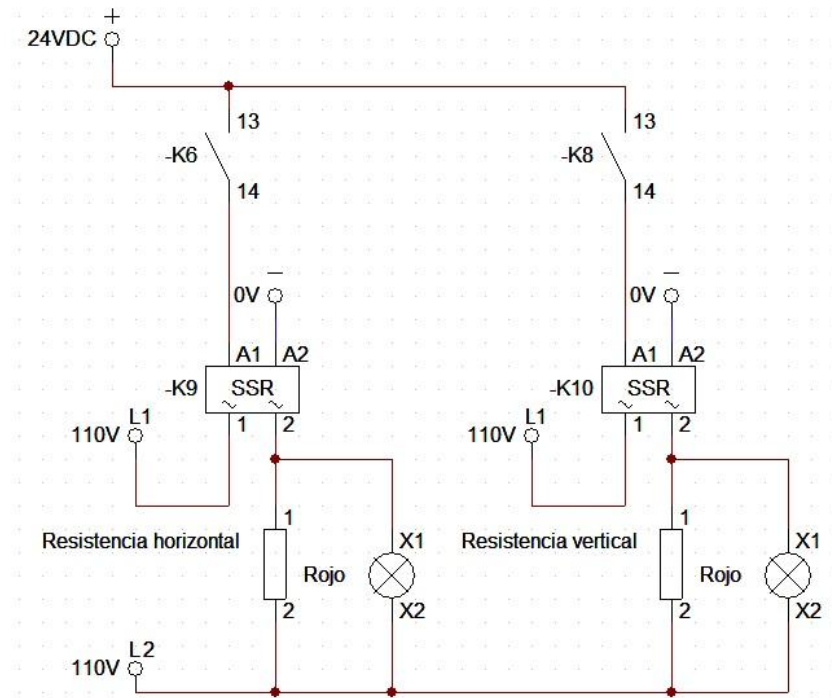 +
24VDC
13 13
-K6 -K8
14 14
− −
0V 0V
A1 A2 A1 A2
-K9 SSR -K10 SSR
L1 1 2 L1 1 2
110V 110V
1 X1 1 X1
Resistencia horizontal Resistencia vertical
Rojo Rojo
2 X2 2 X2
L2
110V